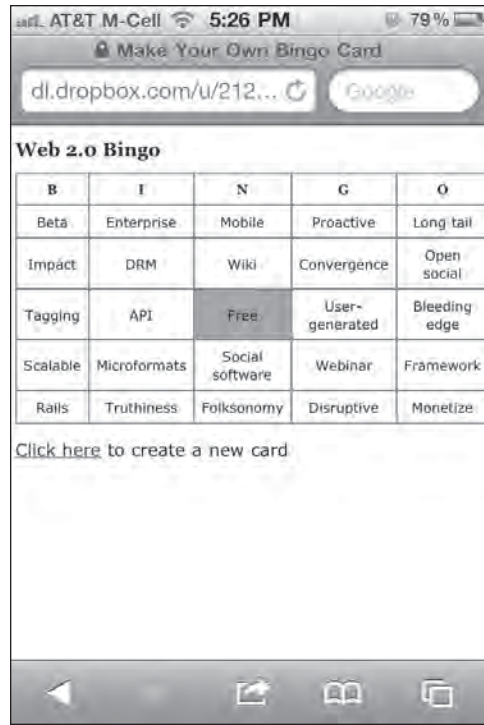 AT&T M-Cell 5:26 PM 79%
Make Your Own Bingo Card
dl.dropbox.com/u/212... Google
Web 2.0 Bingo
B I N G O
Beta Enterprise Mobile Proactive Long tail
Impact DRM Wiki Convergence Open social
Tagging API Free User-generated Bleeding edge
Scalable Microformats Social software Webinar Framework
Rails Truthiness Folksonomy Disruptive Monetize
Click here to create a new card